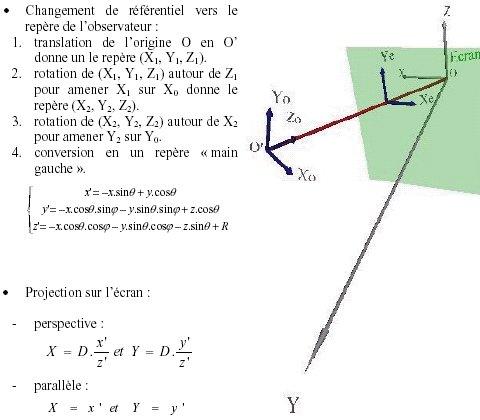 • Changement de référentiel vers le
repère de l'observateur :
1. translation de l'origine O en O'
donne un le repère (X₁, Y₁, Z₁).
2. rotation de (X₁, Y₁, Z₁) autour de Z₁
pour amener X₁ sur X₀ donne le
repère (X₂, Y₂, Z₂).
3. rotation de (X₂, Y₂, Z₂) autour de X₂
pour amener Y₂ sur Y₀.
4. conversion en un repère « main
gauche ».
x'= −x.sinθ + y.cosθ
y'= −x.cosθ.sinφ − y.sinθ.sinφ + z.cosθ
z'= −x.cosθ.cosφ − y.sinθ.cosφ − z.sinθ + R
• Projection sur l'écran :
- perspective :
X = D.x'/z' et Y = D.y'/z'
- parallèle :
X = x' et Y = y'
Z
Ecran
Ye
X
O
Xe
Yo
Zo
O'
Xo
Y